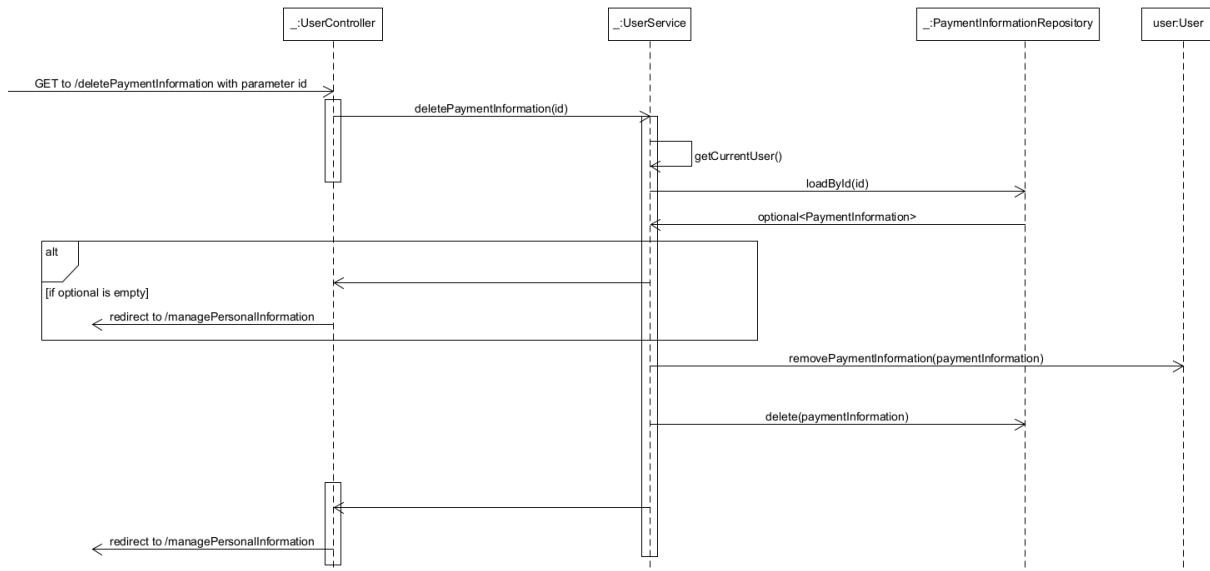 _:UserController
_:UserService
_:PaymentInformationRepository
user:User
GET to /deletePaymentInformation with parameter id
deletePaymentInformation(id)
getCurrentUser()
loadById(id)
optional<PaymentInformation>
alt
[if optional is empty]
redirect to /managePersonalInformation
removePaymentInformation(paymentInformation)
delete(paymentInformation)
redirect to /managePersonalInformation